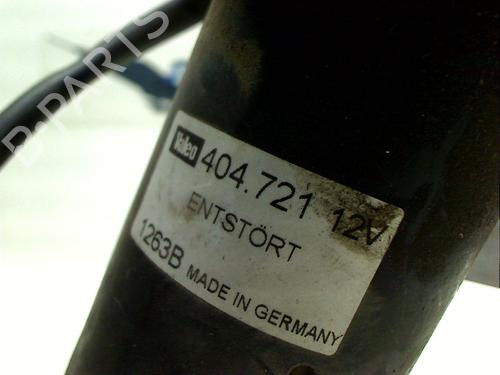 B-PARTS
Valeo 404.721 12V
ENTSTÖRT
1263B MADE IN GERMANY